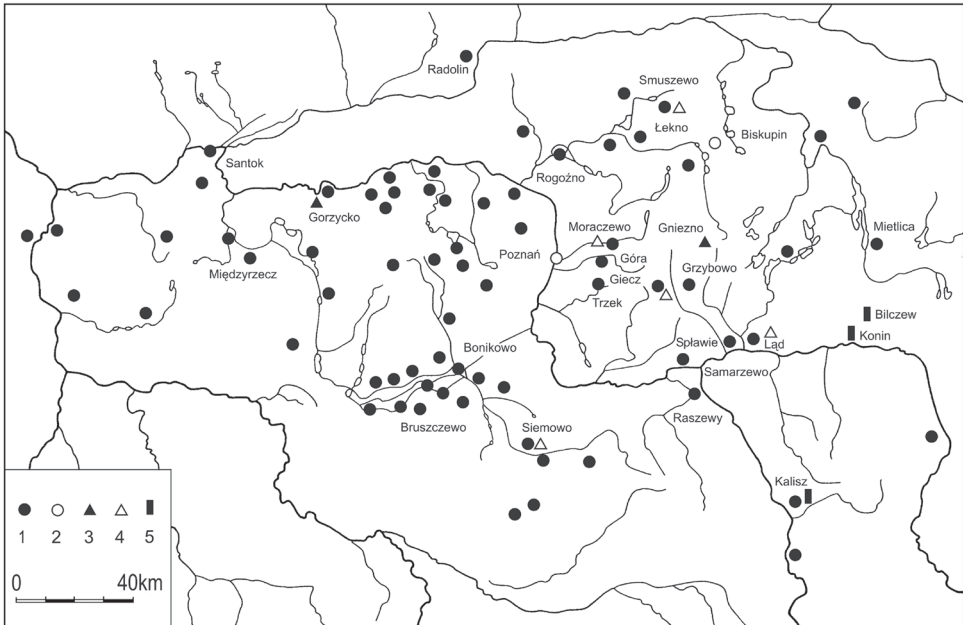 Radolin
Smuszewo
Łekno
Biskupin
Santok
Rogoźno
Gorzycko
Moraczewo
Gniezno
Mietlica
Międzyrzecz
Poznań
Góra
Giecz
Grzybowo
Trzek
Bilczew
Konin
Spławie
Ląd
Bonikowo
Samarzewo
Raszewy
Bruszczewo
Siemowo
Kalisz
1 2 3 4 5
0 40km